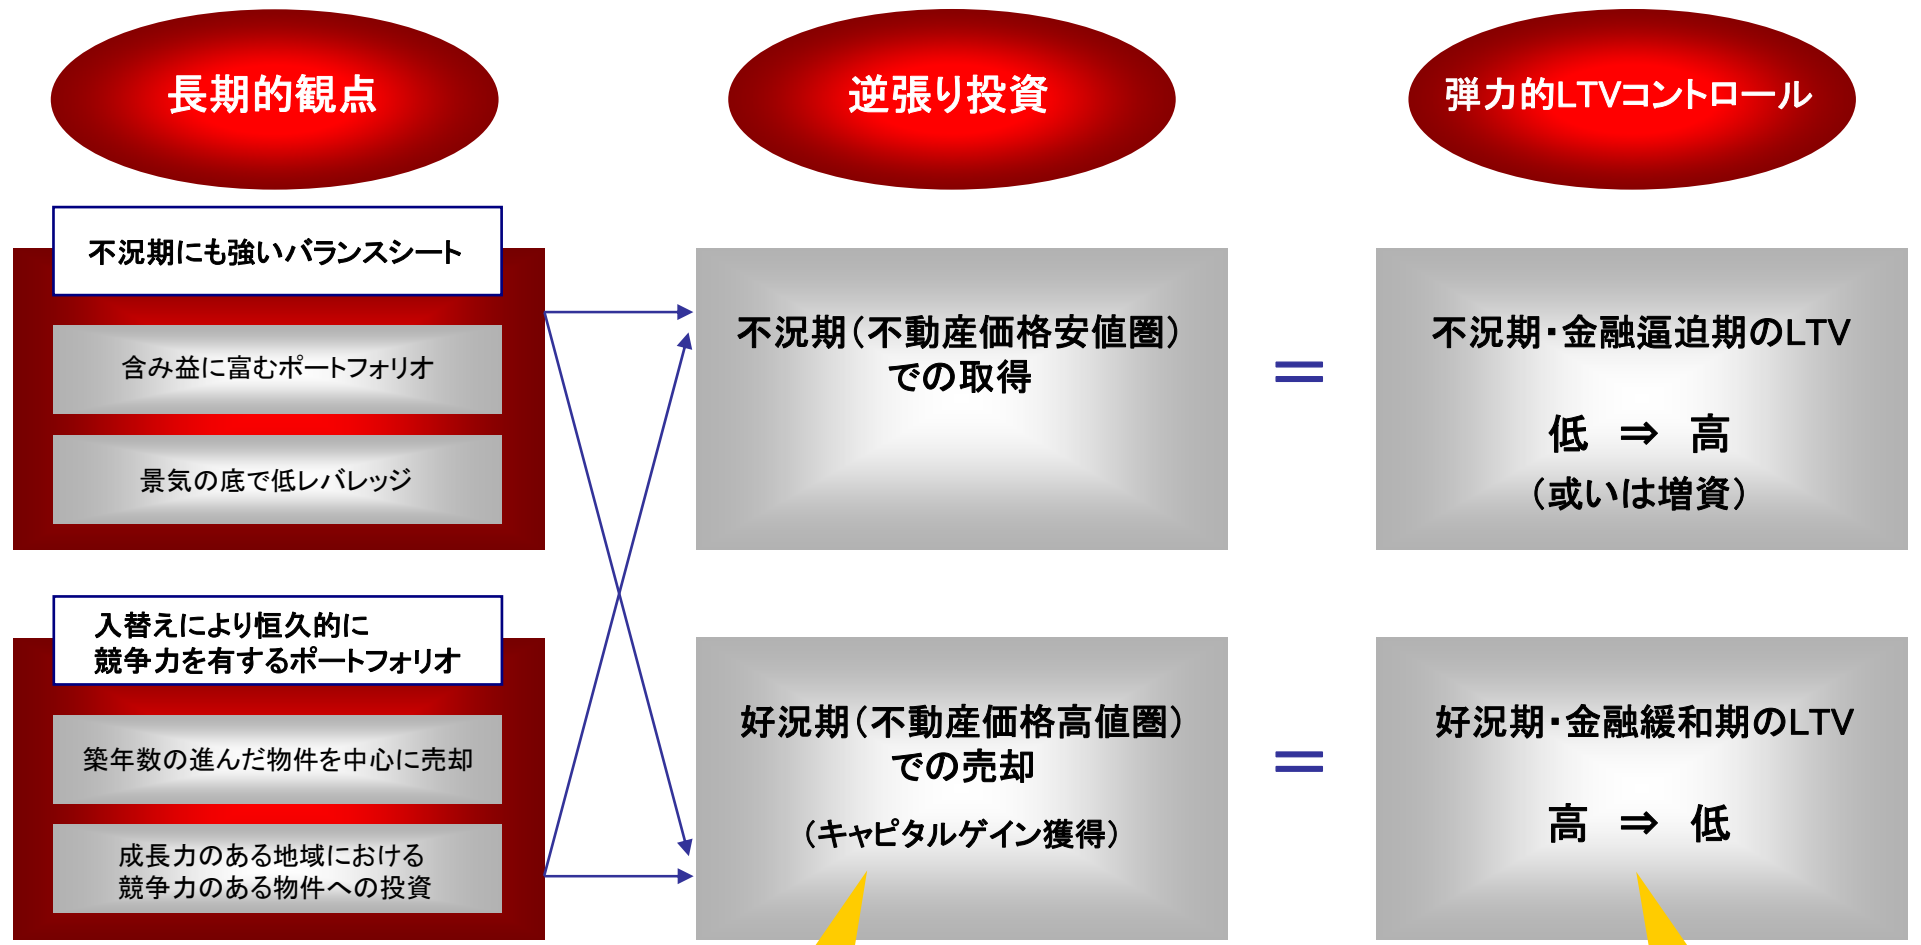 長期的観点
逆張り投資
弾力的LTVコントロール
不況期にも強いバランスシート
含み益に富むポートフォリオ
景気の底で低レバレッジ
不況期（不動産価格安値圏）
での取得
＝
不況期・金融逼迫期のLTV
低 ⇒ 高
（或いは増資）
入替えにより恒久的に
競争力を有するポートフォリオ
築年数の進んだ物件を中心に売却
成長力のある地域における
競争力のある物件への投資
好況期（不動産価格高値圏）
での売却
（キャピタルゲイン獲得）
＝
好況期・金融緩和期のLTV
高 ⇒ 低